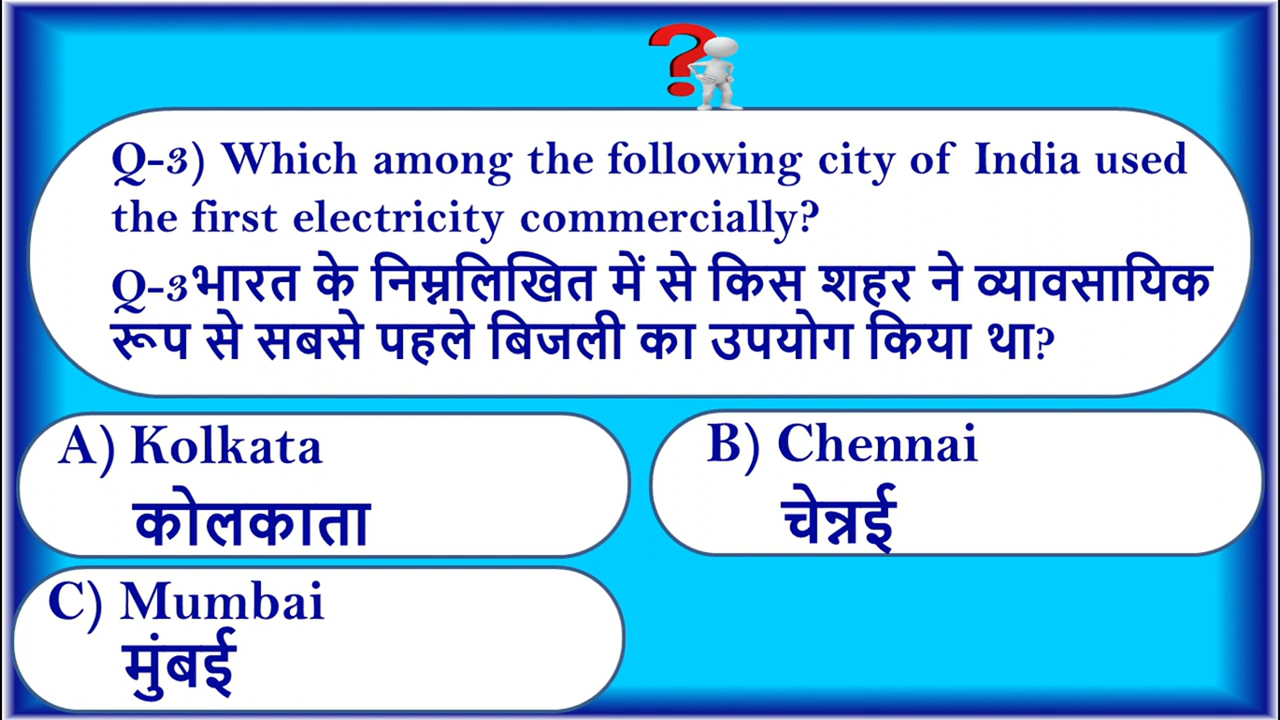 Q-3) Which among the following city of India used
the first electricity commercially?
Q-3भारत के निम्नलिखित में से किस शहर ने व्यावसायिक
रूप से सबसे पहले बिजली का उपयोग किया था?
A) Kolkata
कोलकाता
B) Chennai
चेन्नई
C) Mumbai
मुंबई